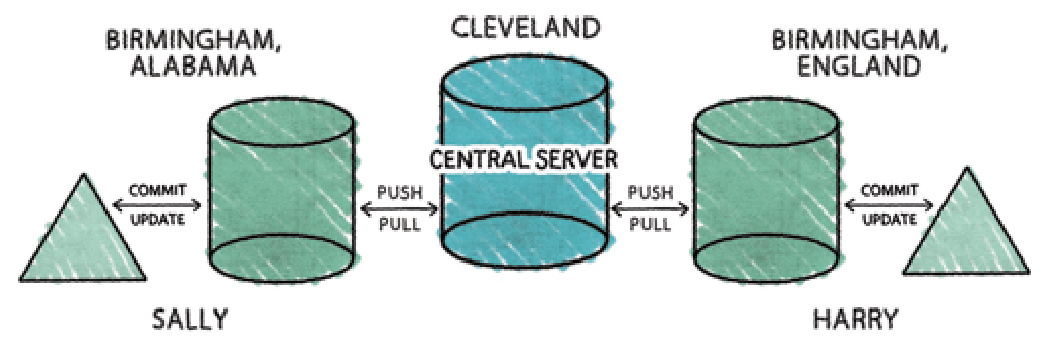 BIRMINGHAM,
ALABAMA
CLEVELAND
BIRMINGHAM,
ENGLAND
CENTRAL SERVER
COMMIT
UPDATE
PUSH
PULL
PUSH
PULL
COMMIT
UPDATE
SALLY
HARRY